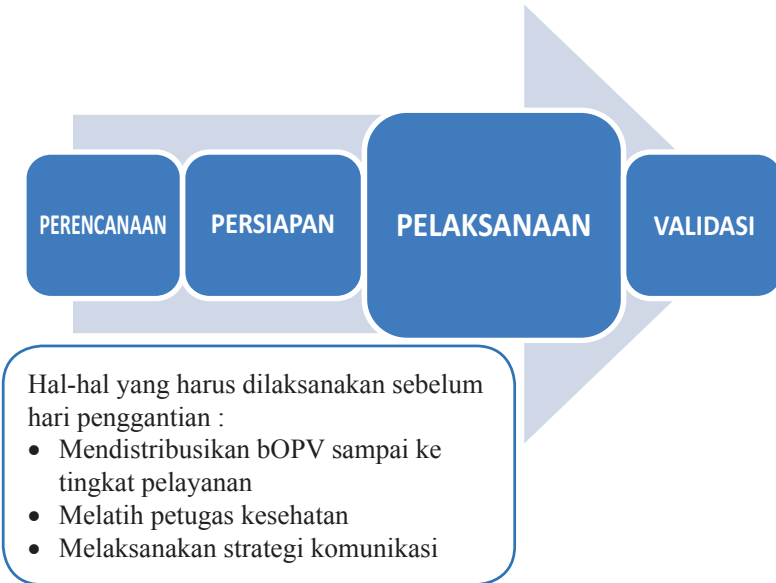 PERENCANAAN
PERSIAPAN
PELAKSANAAN
VALIDASI
Hal-hal yang harus dilaksanakan sebelum
hari penggantian :
• Mendistribusikan bOPV sampai ke
tingkat pelayanan
• Melatih petugas kesehatan
• Melaksanakan strategi komunikasi